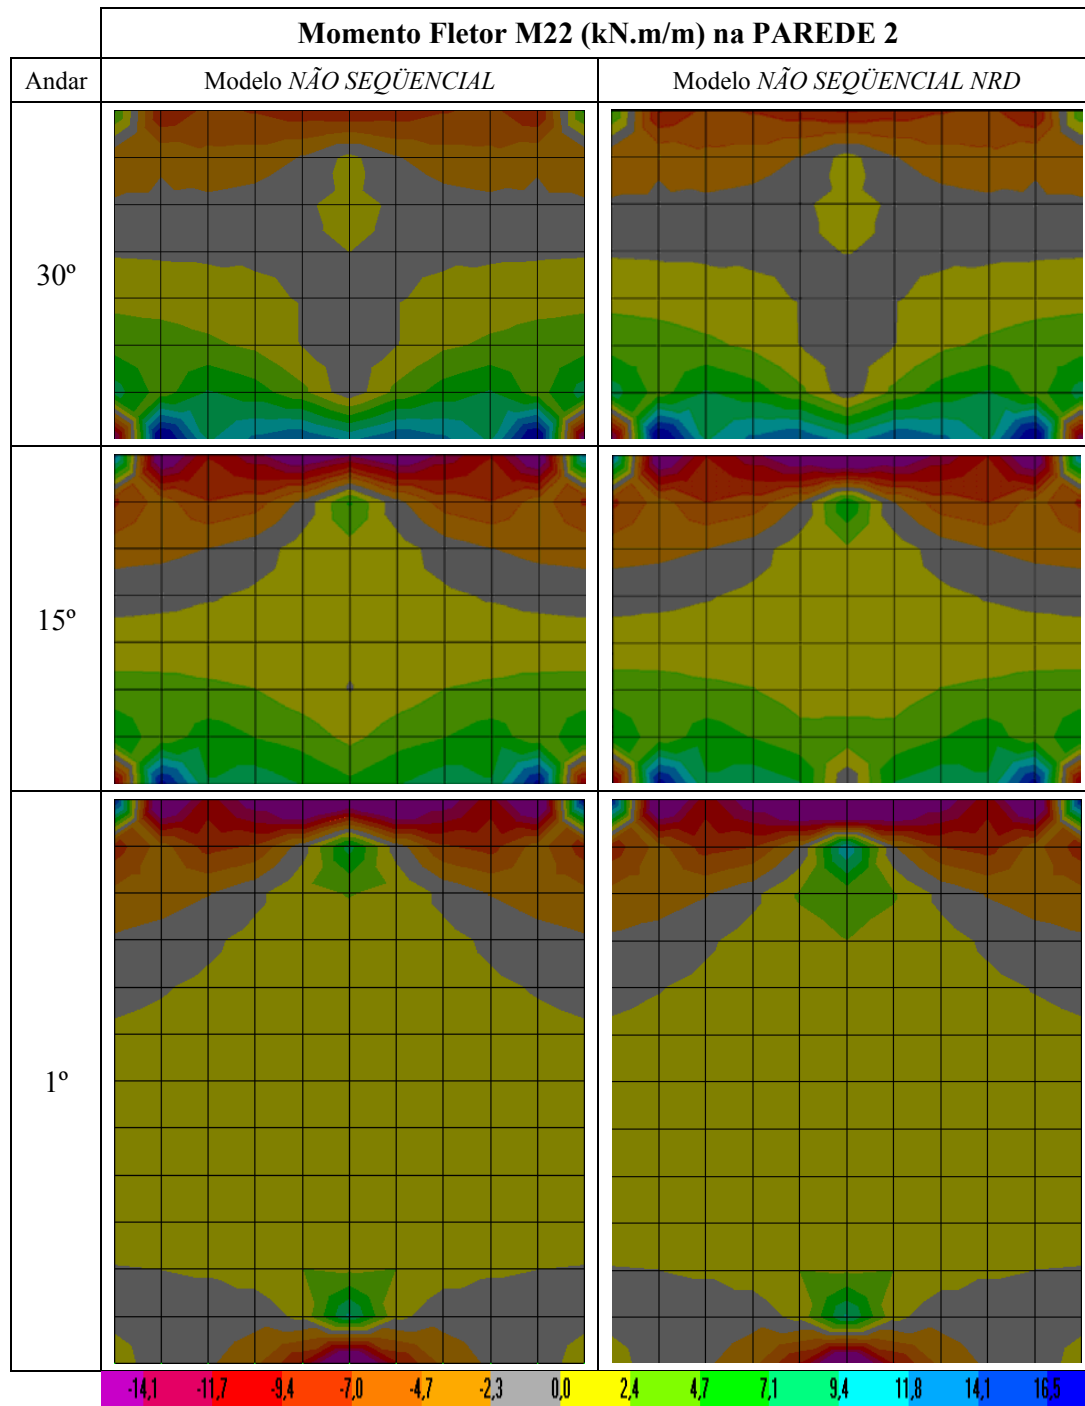 Momento Fletor M22 (kN.m/m) na PAREDE 2
Andar Modelo NÃO SEQÜENCIAL Modelo NÃO SEQÜENCIAL NRD
30º
15º
1º
-14,1 -11,7 -9,4 -7,0 -4,7 -2,3 0,0 2,4 4,7 7,1 9,4 11,8 14,1 16,5